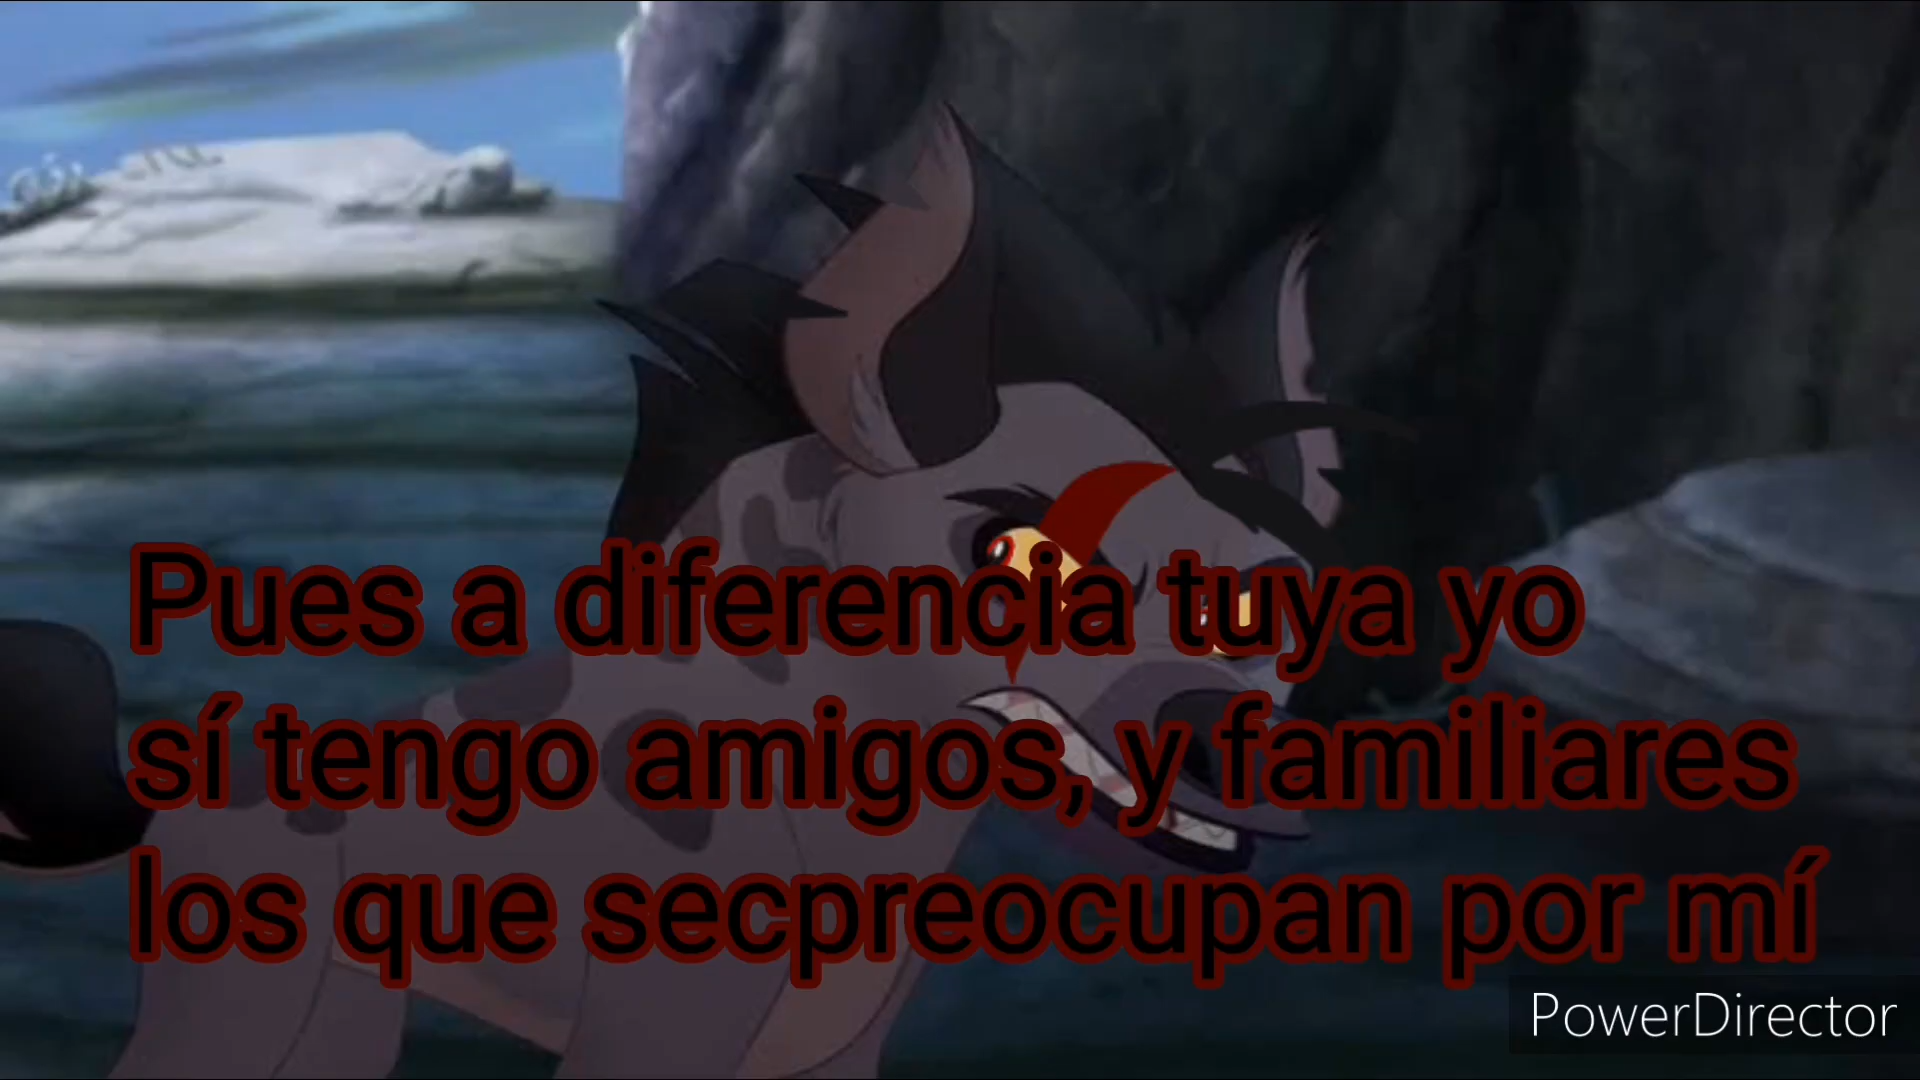 Pues a diferencia tuya yo
sí tengo amigos, y familiares
los que secpreocupan por mí
PowerDirector